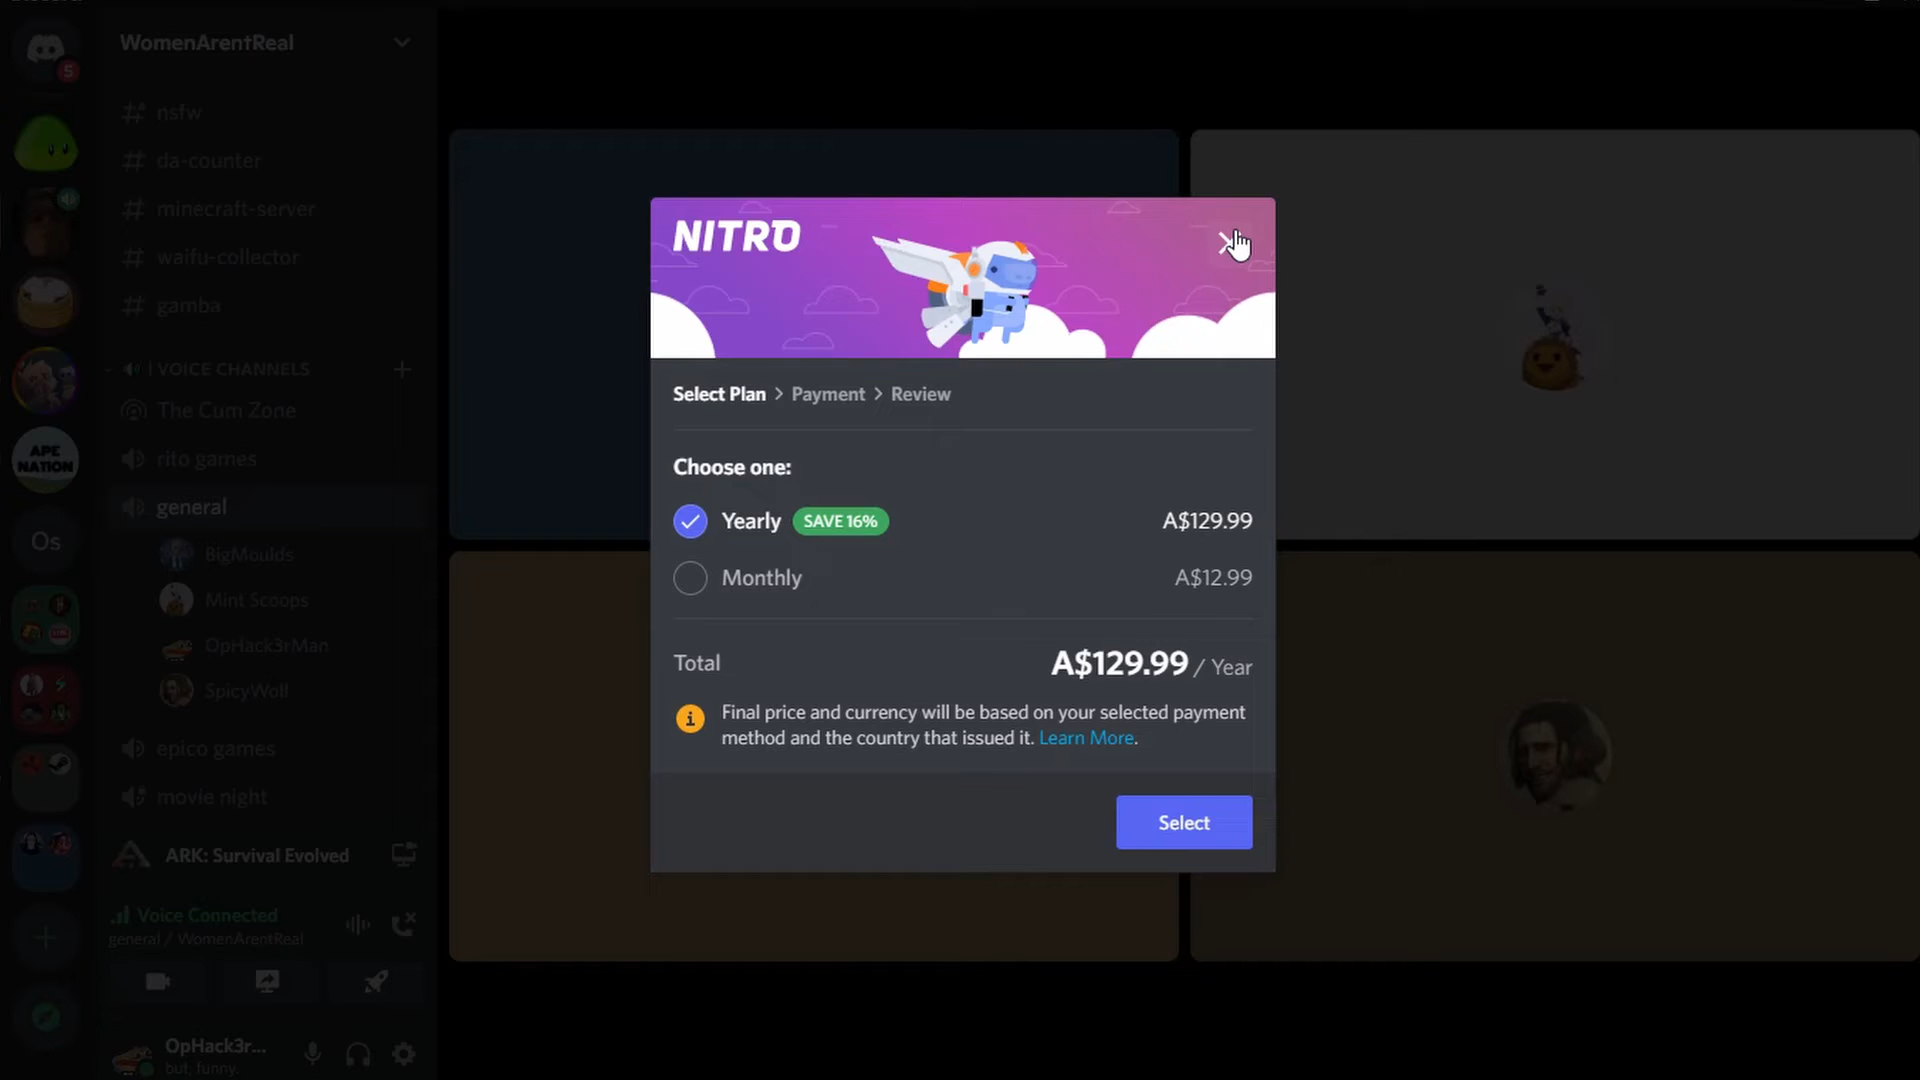 WomenArentReal
5
nsfw
da-counter
minecraft-server
waifu-collector
gamba
| VOICE CHANNELS
The Cum Zone
rito games
general
BigMoulds
Mint Scoops
OpHack3rMan
SpicyWoll
epico games
movie night
ARK: Survival Evolved
Voice Connected
general / WomenArentReal
OpHack3r...
but, funny.
APE
NATION
Os
NITRO
Select Plan > Payment > Review
Choose one:
Yearly SAVE 16% A$129.99
Monthly A$12.99
Total A$129.99 / Year
Final price and currency will be based on your selected payment
method and the country that issued it. Learn More.
Select